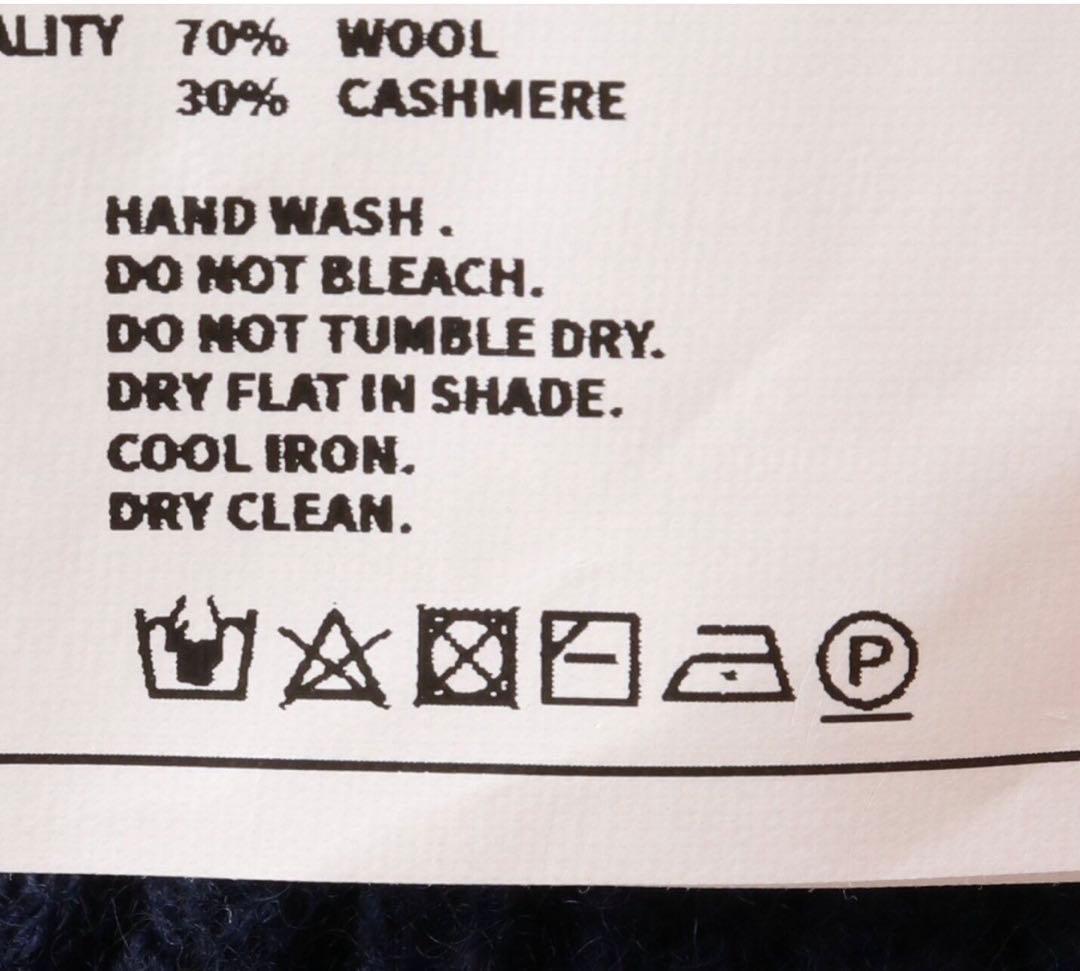 ALITY 70% WOOL
30% CASHMERE
HAND WASH .
DO NOT BLEACH.
DO NOT TUMBLE DRY.
DRY FLAT IN SHADE.
COOL IRON.
DRY CLEAN.
P